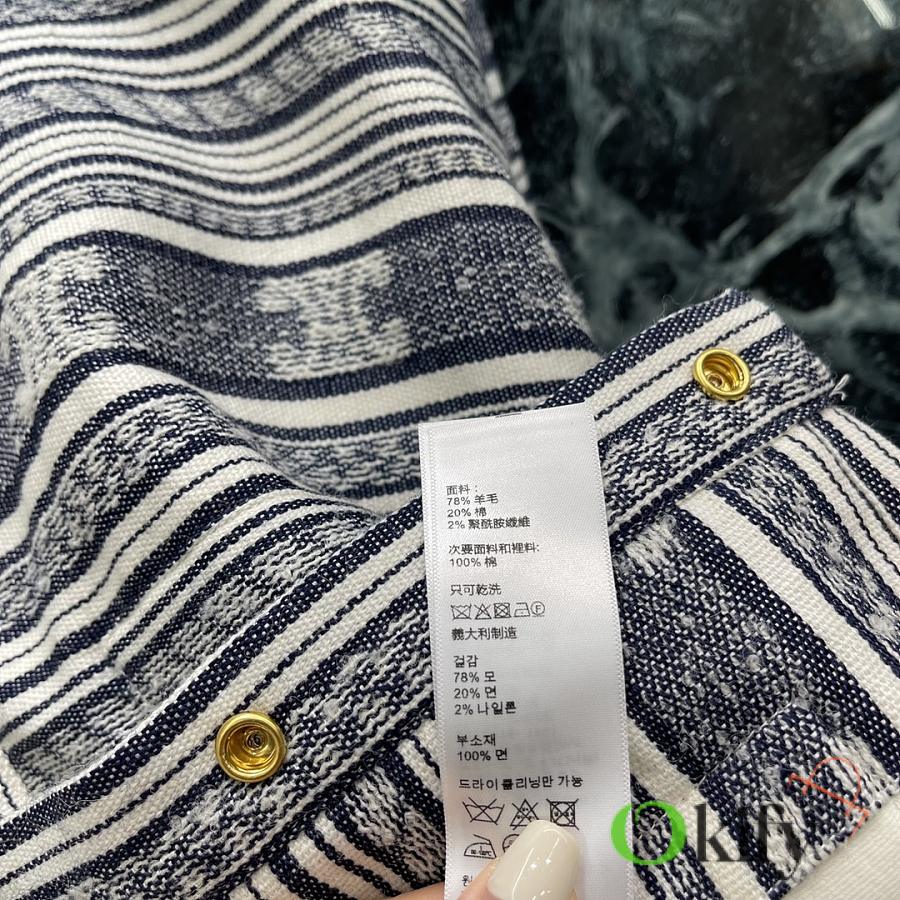 面料：
78% 羊毛
20% 棉
2% 聚酰胺纖維
次要面料和裡料:
100% 棉
只可乾洗
F
義大利制造
겉감
78% 모
20% 면
2% 나일론
부소재
100% 면
드라이클리닝만 가능
Okify